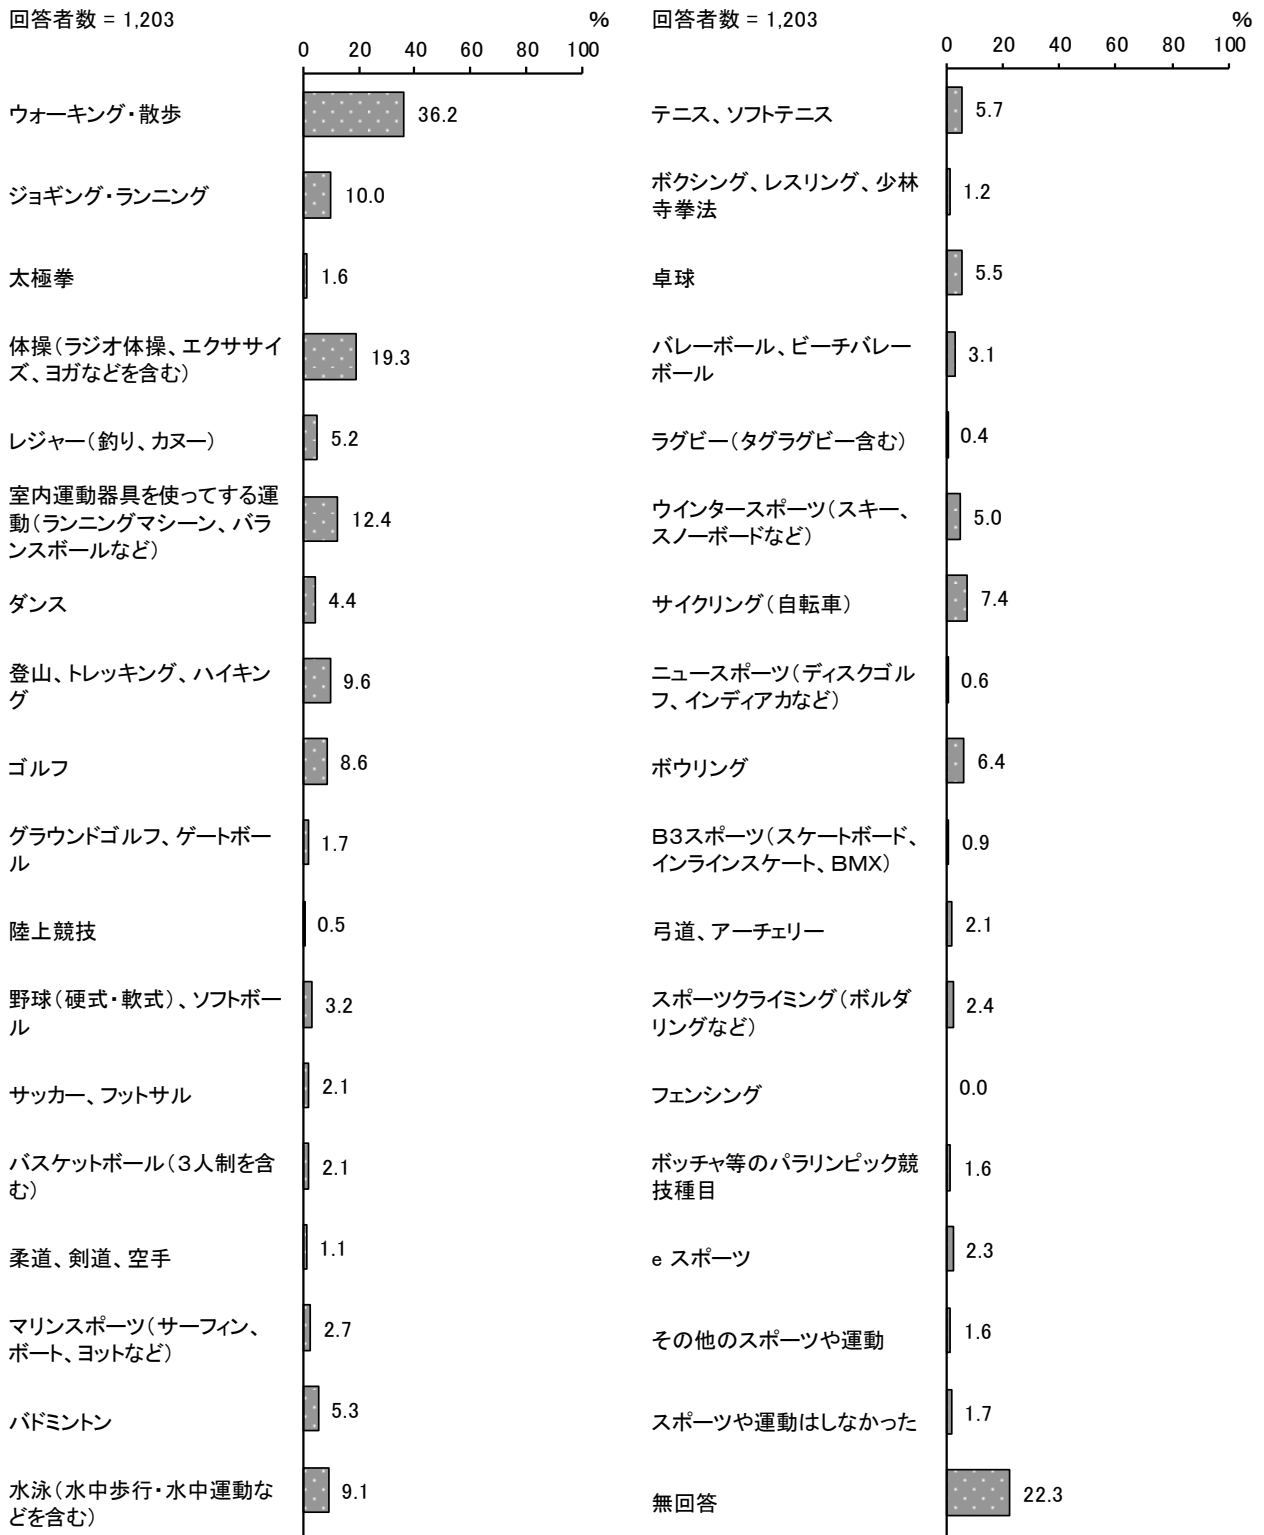 回答者数 = 1,203
%
0 20 40 60 80 100
ウォーキング・散歩
36.2
ジョギング・ランニング
10.0
太極拳
1.6
体操（ラジオ体操、エクササイ
ズ、ヨガなどを含む）
19.3
レジャー（釣り、カヌー）
5.2
室内運動器具を使ってする運
動（ランニングマシーン、バラ
ンスボールなど）
12.4
ダンス
4.4
登山、トレッキング、ハイキン
グ
9.6
ゴルフ
8.6
グラウンドゴルフ、ゲートボー
ル
1.7
陸上競技
0.5
野球（硬式・軟式）、ソフトボー
ル
3.2
サッカー、フットサル
2.1
バスケットボール（３人制を含
む）
2.1
柔道、剣道、空手
1.1
マリンスポーツ（サーフィン、
ボート、ヨットなど）
2.7
バドミントン
5.3
水泳（水中歩行・水中運動な
どを含む）
9.1
回答者数 = 1,203
%
0 20 40 60 80 100
テニス、ソフトテニス
5.7
ボクシング、レスリング、少林
寺拳法
1.2
卓球
5.5
バレーボール、ビーチバレー
ボール
3.1
ラグビー（タグラグビー含む）
0.4
ウインタースポーツ（スキー、
スノーボードなど）
5.0
サイクリング（自転車）
7.4
ニュースポーツ（ディスクゴル
フ、インディアカなど）
0.6
ボウリング
6.4
Ｂ３スポーツ（スケートボード、
インラインスケート、ＢＭＸ）
0.9
弓道、アーチェリー
2.1
スポーツクライミング（ボルダ
リングなど）
2.4
フェンシング
0.0
ボッチャ等のパラリンピック競
技種目
1.6
e スポーツ
2.3
その他のスポーツや運動
1.6
スポーツや運動はしなかった
1.7
無回答
22.3